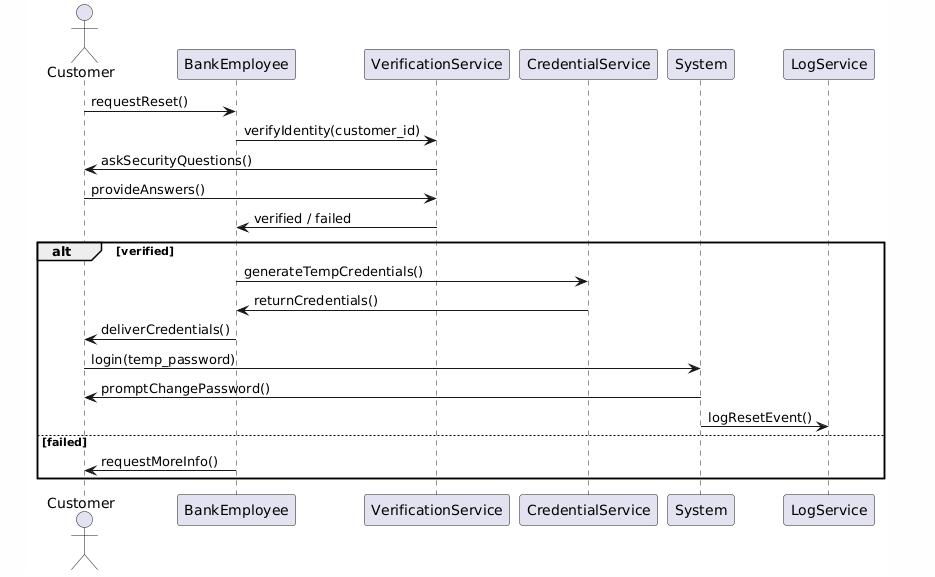 Customer
BankEmployee
VerificationService
CredentialService
System
LogService
requestReset()
verifyIdentity(customer_id)
askSecurityQuestions()
provideAnswers()
verified / failed
alt
[verified]
generateTempCredentials()
returnCredentials()
deliverCredentials()
login(temp_password)
promptChangePassword()
logResetEvent()
[failed]
requestMoreInfo()
Customer
BankEmployee
VerificationService
CredentialService
System
LogService